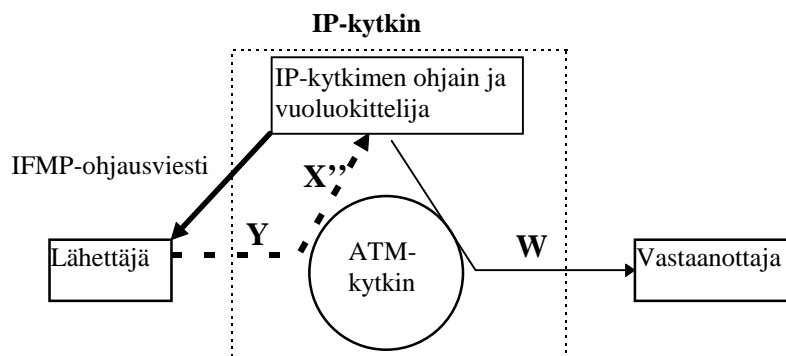 IP-kytkin
IP-kytkimen ohjain ja
vuoluokittelija
IFMP-ohjausviesti
X’’
Y
Lähettäjä
ATM-
kytkin
W
Vastaanottaja